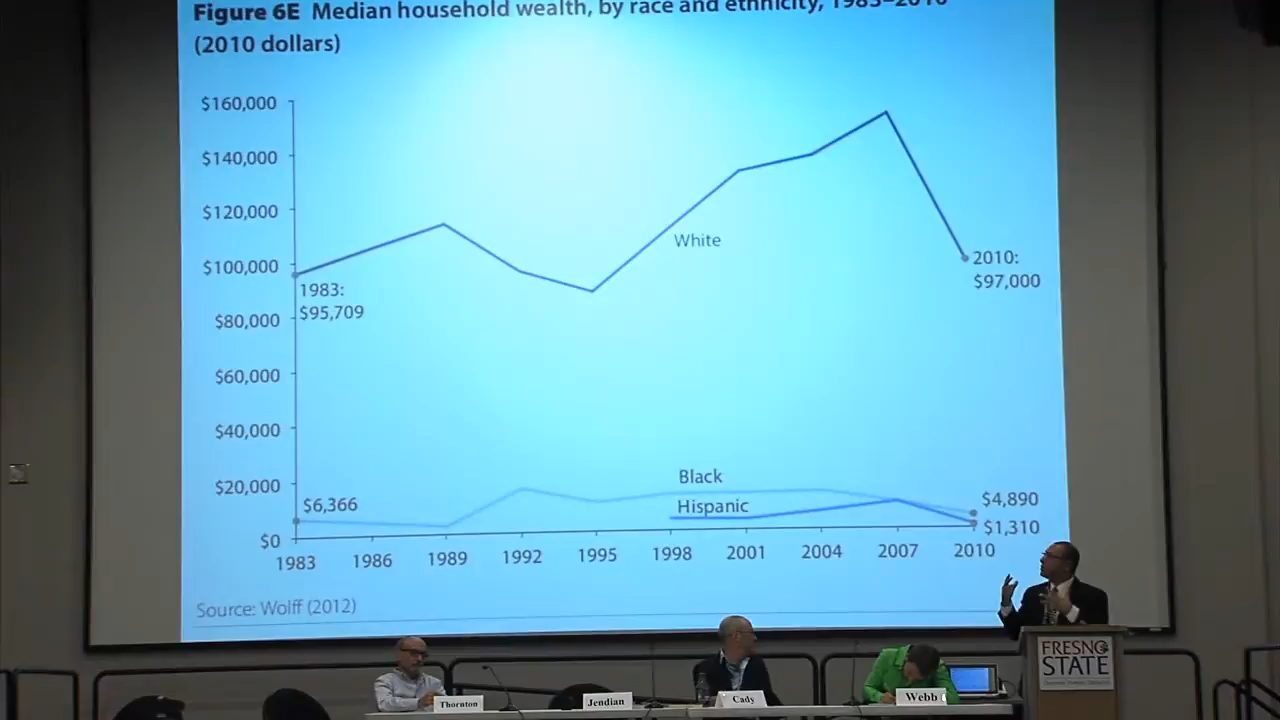 Figure 6E Median household wealth, by race and ethnicity, 1983–2010
(2010 dollars)
$160,000
$140,000
$120,000
$100,000
$80,000
$60,000
$40,000
$20,000
$0
White
2010:
$97,000
1983:
$95,709
Black
Hispanic
$6,366
$4,890
$1,310
1983 1986 1989 1992 1995 1998 2001 2004 2007 2010
Source: Wolff (2012)
FRESNO
STATE
Thornton
Jendian
Cady
Webb